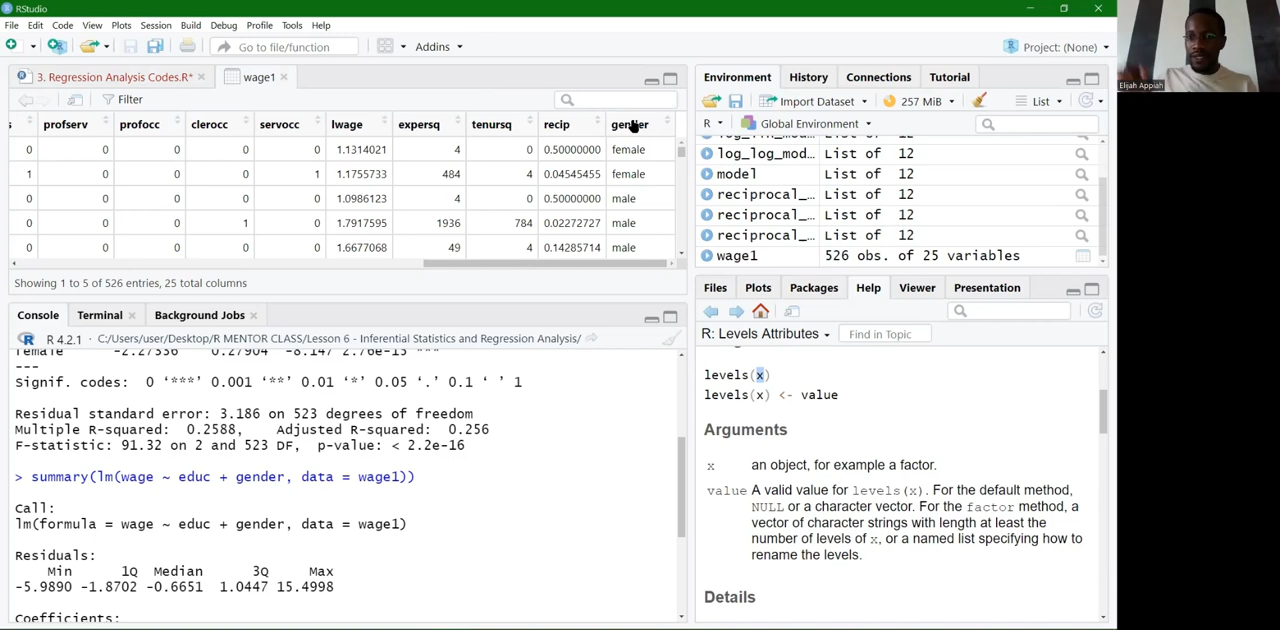 RStudio
File Edit Code View Plots Session Build Debug Profile Tools Help
Go to file/function Addins Project: (None)
Elijah Appiah
3. Regression Analysis Codes.R* wage1
Filter
s profserv profocc clerocc servocc lwage expersq tenursq recip gender
0 0 0 0 0 1.1314021 4 0 0.50000000 female
1 0 0 0 1 1.1755733 484 4 0.04545455 female
0 0 0 0 0 1.0986123 4 0 0.50000000 male
0 0 0 1 0 1.7917595 1936 784 0.02272727 male
0 0 0 0 0 1.6677068 49 4 0.14285714 male
Showing 1 to 5 of 526 entries, 25 total columns
Console Terminal Background Jobs
R 4.2.1 · C:/Users/user/Desktop/R MENTOR CLASS/Lesson 6 - Inferential Statistics and Regression Analysis/
female -2.27336 0.27904 -8.147 2.76e-15 ***
---
Signif. codes: 0 ‘***’ 0.001 ‘**’ 0.01 ‘*’ 0.05 ‘.’ 0.1 ‘ ’ 1
Residual standard error: 3.186 on 523 degrees of freedom
Multiple R-squared: 0.2588, Adjusted R-squared: 0.256
F-statistic: 91.32 on 2 and 523 DF, p-value: < 2.2e-16
> summary(lm(wage ~ educ + gender, data = wage1))
Call:
lm(formula = wage ~ educ + gender, data = wage1)
Residuals:
Min 1Q Median 3Q Max
-5.9890 -1.8702 -0.6651 1.0447 15.4998
Coefficients:
Environment History Connections Tutorial
Import Dataset 257 MiB List
R Global Environment
log_lin_mod… List of 12
log_log_mod… List of 12
model List of 12
reciprocal_… List of 12
reciprocal_… List of 12
reciprocal_… List of 12
wage1 526 obs. of 25 variables
Files Plots Packages Help Viewer Presentation
R: Levels Attributes Find in Topic
levels(x)
levels(x) <- value
Arguments
x an object, for example a factor.
value A valid value for levels(x). For the default method,
NULL or a character vector. For the factor method, a
vector of character strings with length at least the
number of levels of x, or a named list specifying how to
rename the levels.
Details